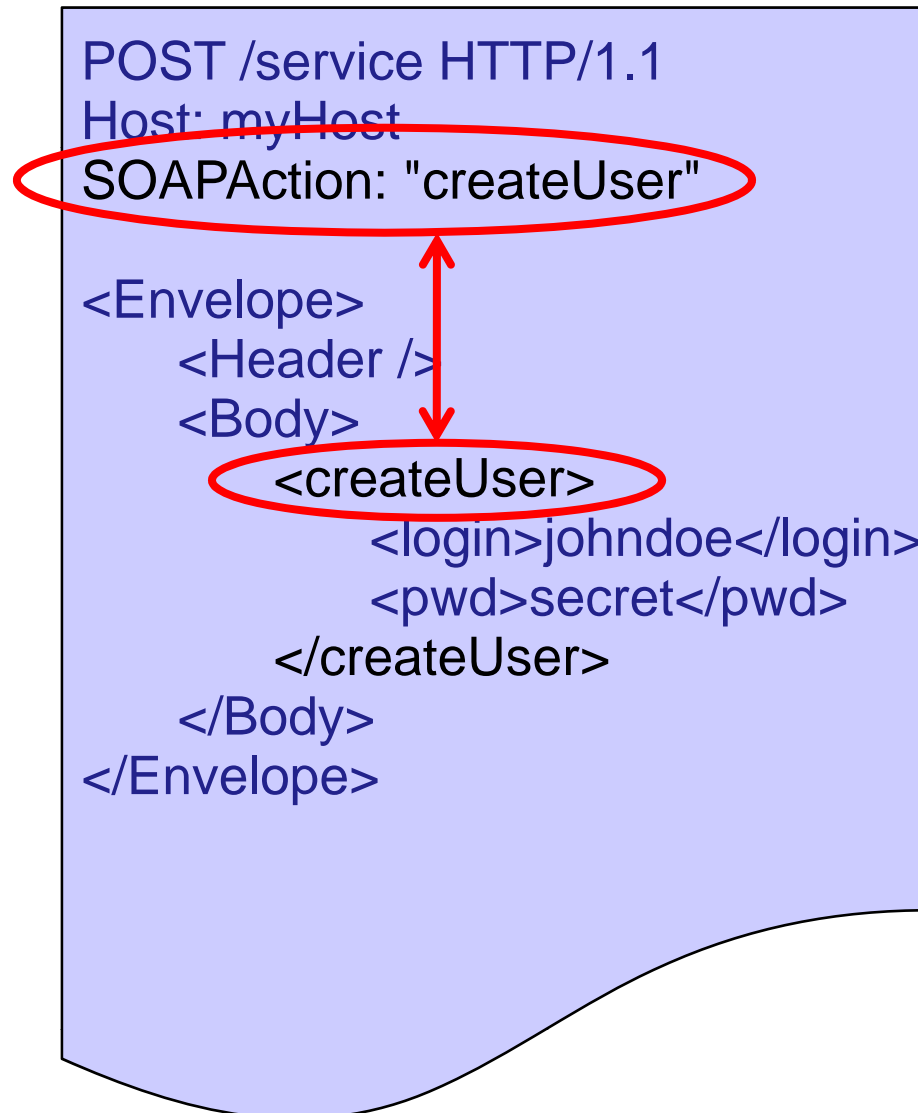 POST /service HTTP/1.1
Host: myHost
SOAPAction: "createUser"
<Envelope>
<Header />
<Body>
<createUser>
<login>johndoe</login>
<pwd>secret</pwd>
</createUser>
</Body>
</Envelope>